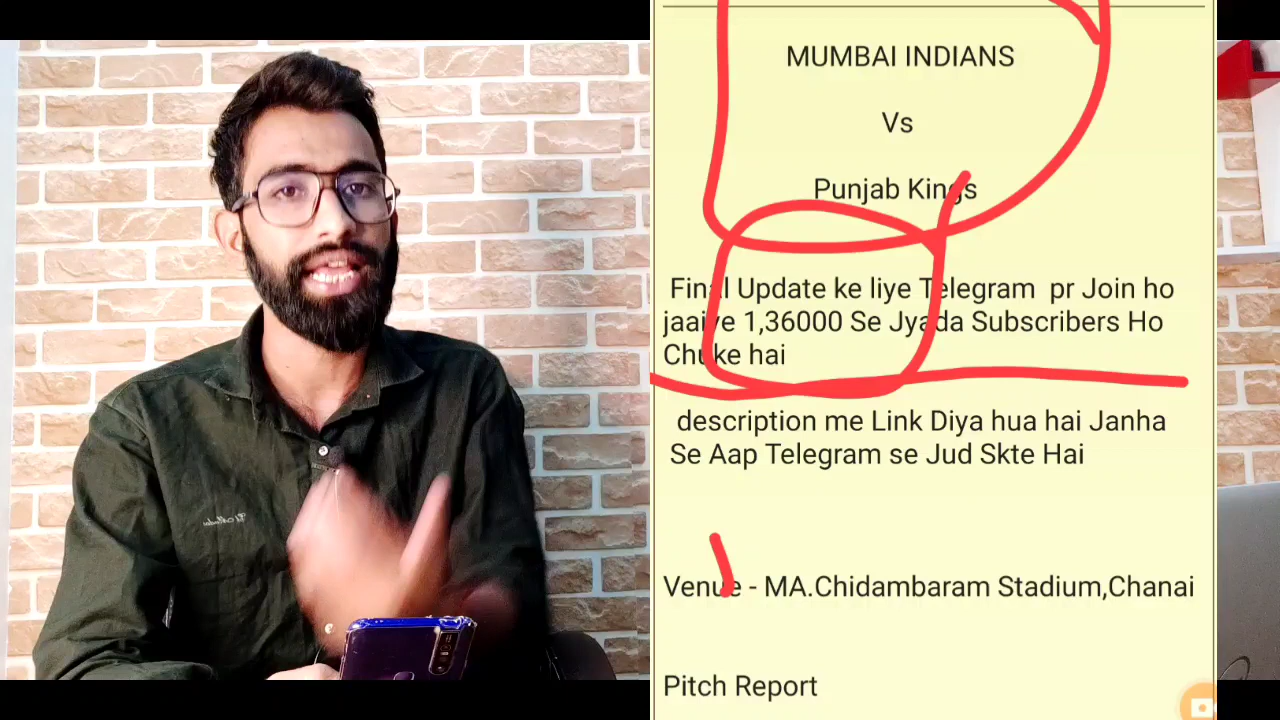 MUMBAI INDIANS
Vs
Punjab Kings
Final Update ke liye Telegram pr Join ho
jaaiye 1,36000 Se Jyada Subscribers Ho
Chuke hai
description me Link Diya hua hai Janha
Se Aap Telegram se Jud Skte Hai
Venue - MA.Chidambaram Stadium,Chanai
Pitch Report